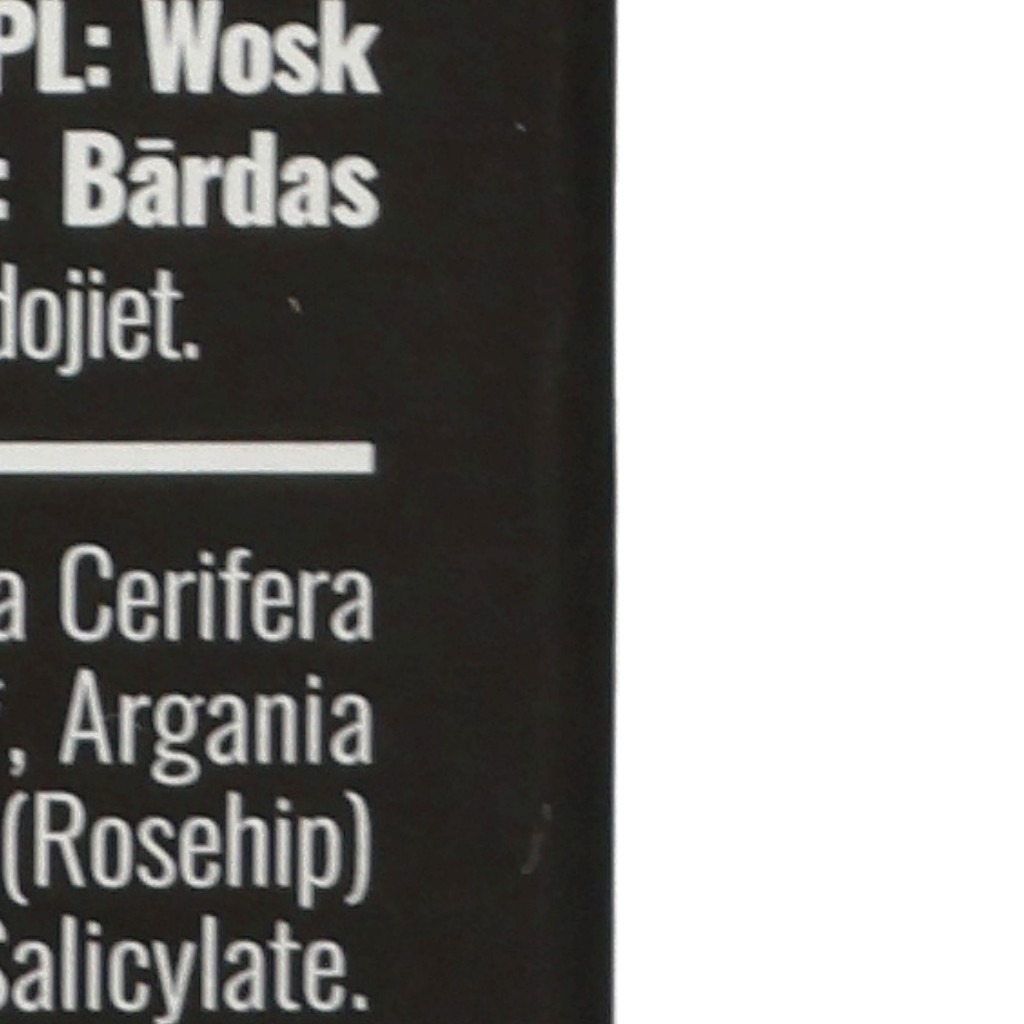 PL: Wosk
: Bārdas
dojiet.
a Cerifera
, Argania
(Rosehip)
Salicylate.